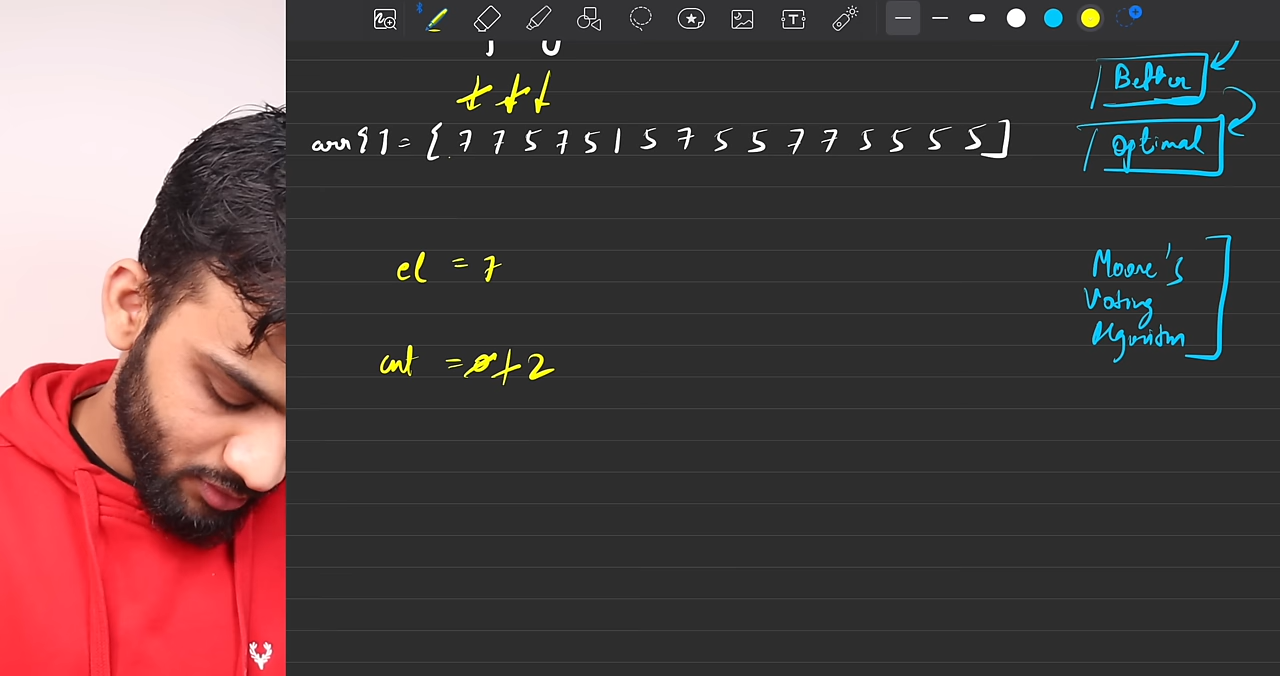 Better
arr[] = [ 7 7 5 7 5 1 5 7 5 5 7 7 5 5 5 5 ]
Optimal
el = 7
Moore's
Voting
Algorithm
cnt = 0 1 2